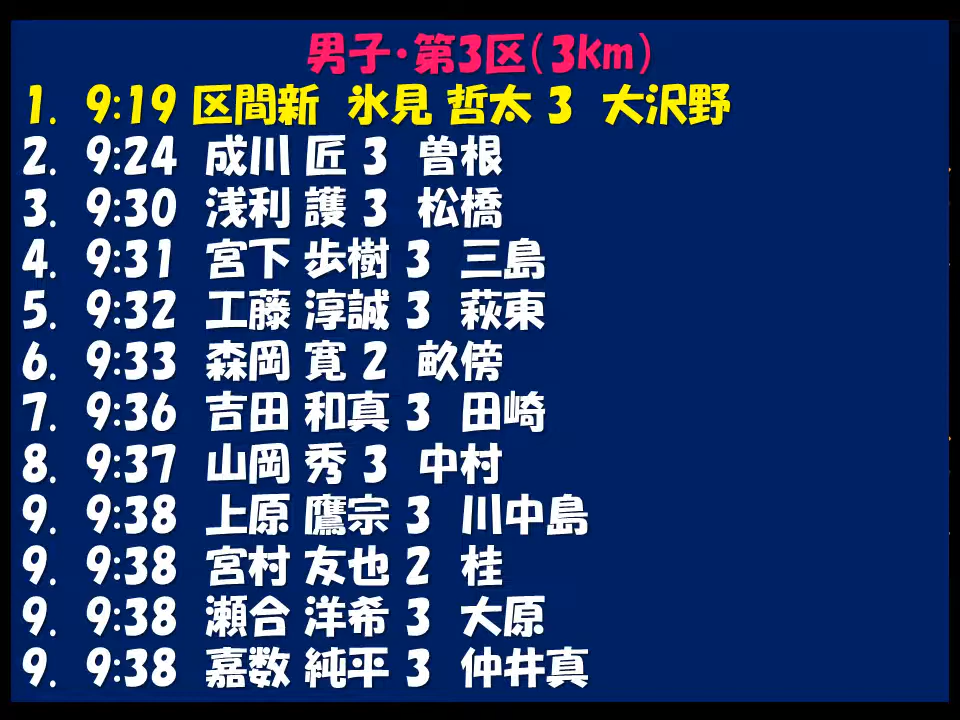 男子・第3区(3km)
1. 9:19 区間新 氷見 哲太 3 大沢野
2. 9:24 成川 匠 3 曽根
3. 9:30 浅利 護 3 松橋
4. 9:31 宮下 歩樹 3 三島
5. 9:32 工藤 淳誠 3 萩東
6. 9:33 森岡 寛 2 畝傍
7. 9:36 吉田 和真 3 田崎
8. 9:37 山岡 秀 3 中村
9. 9:38 上原 鷹宗 3 川中島
9. 9:38 宮村 友也 2 桂
9. 9:38 瀬合 洋希 3 大原
9. 9:38 嘉数 純平 3 仲井真